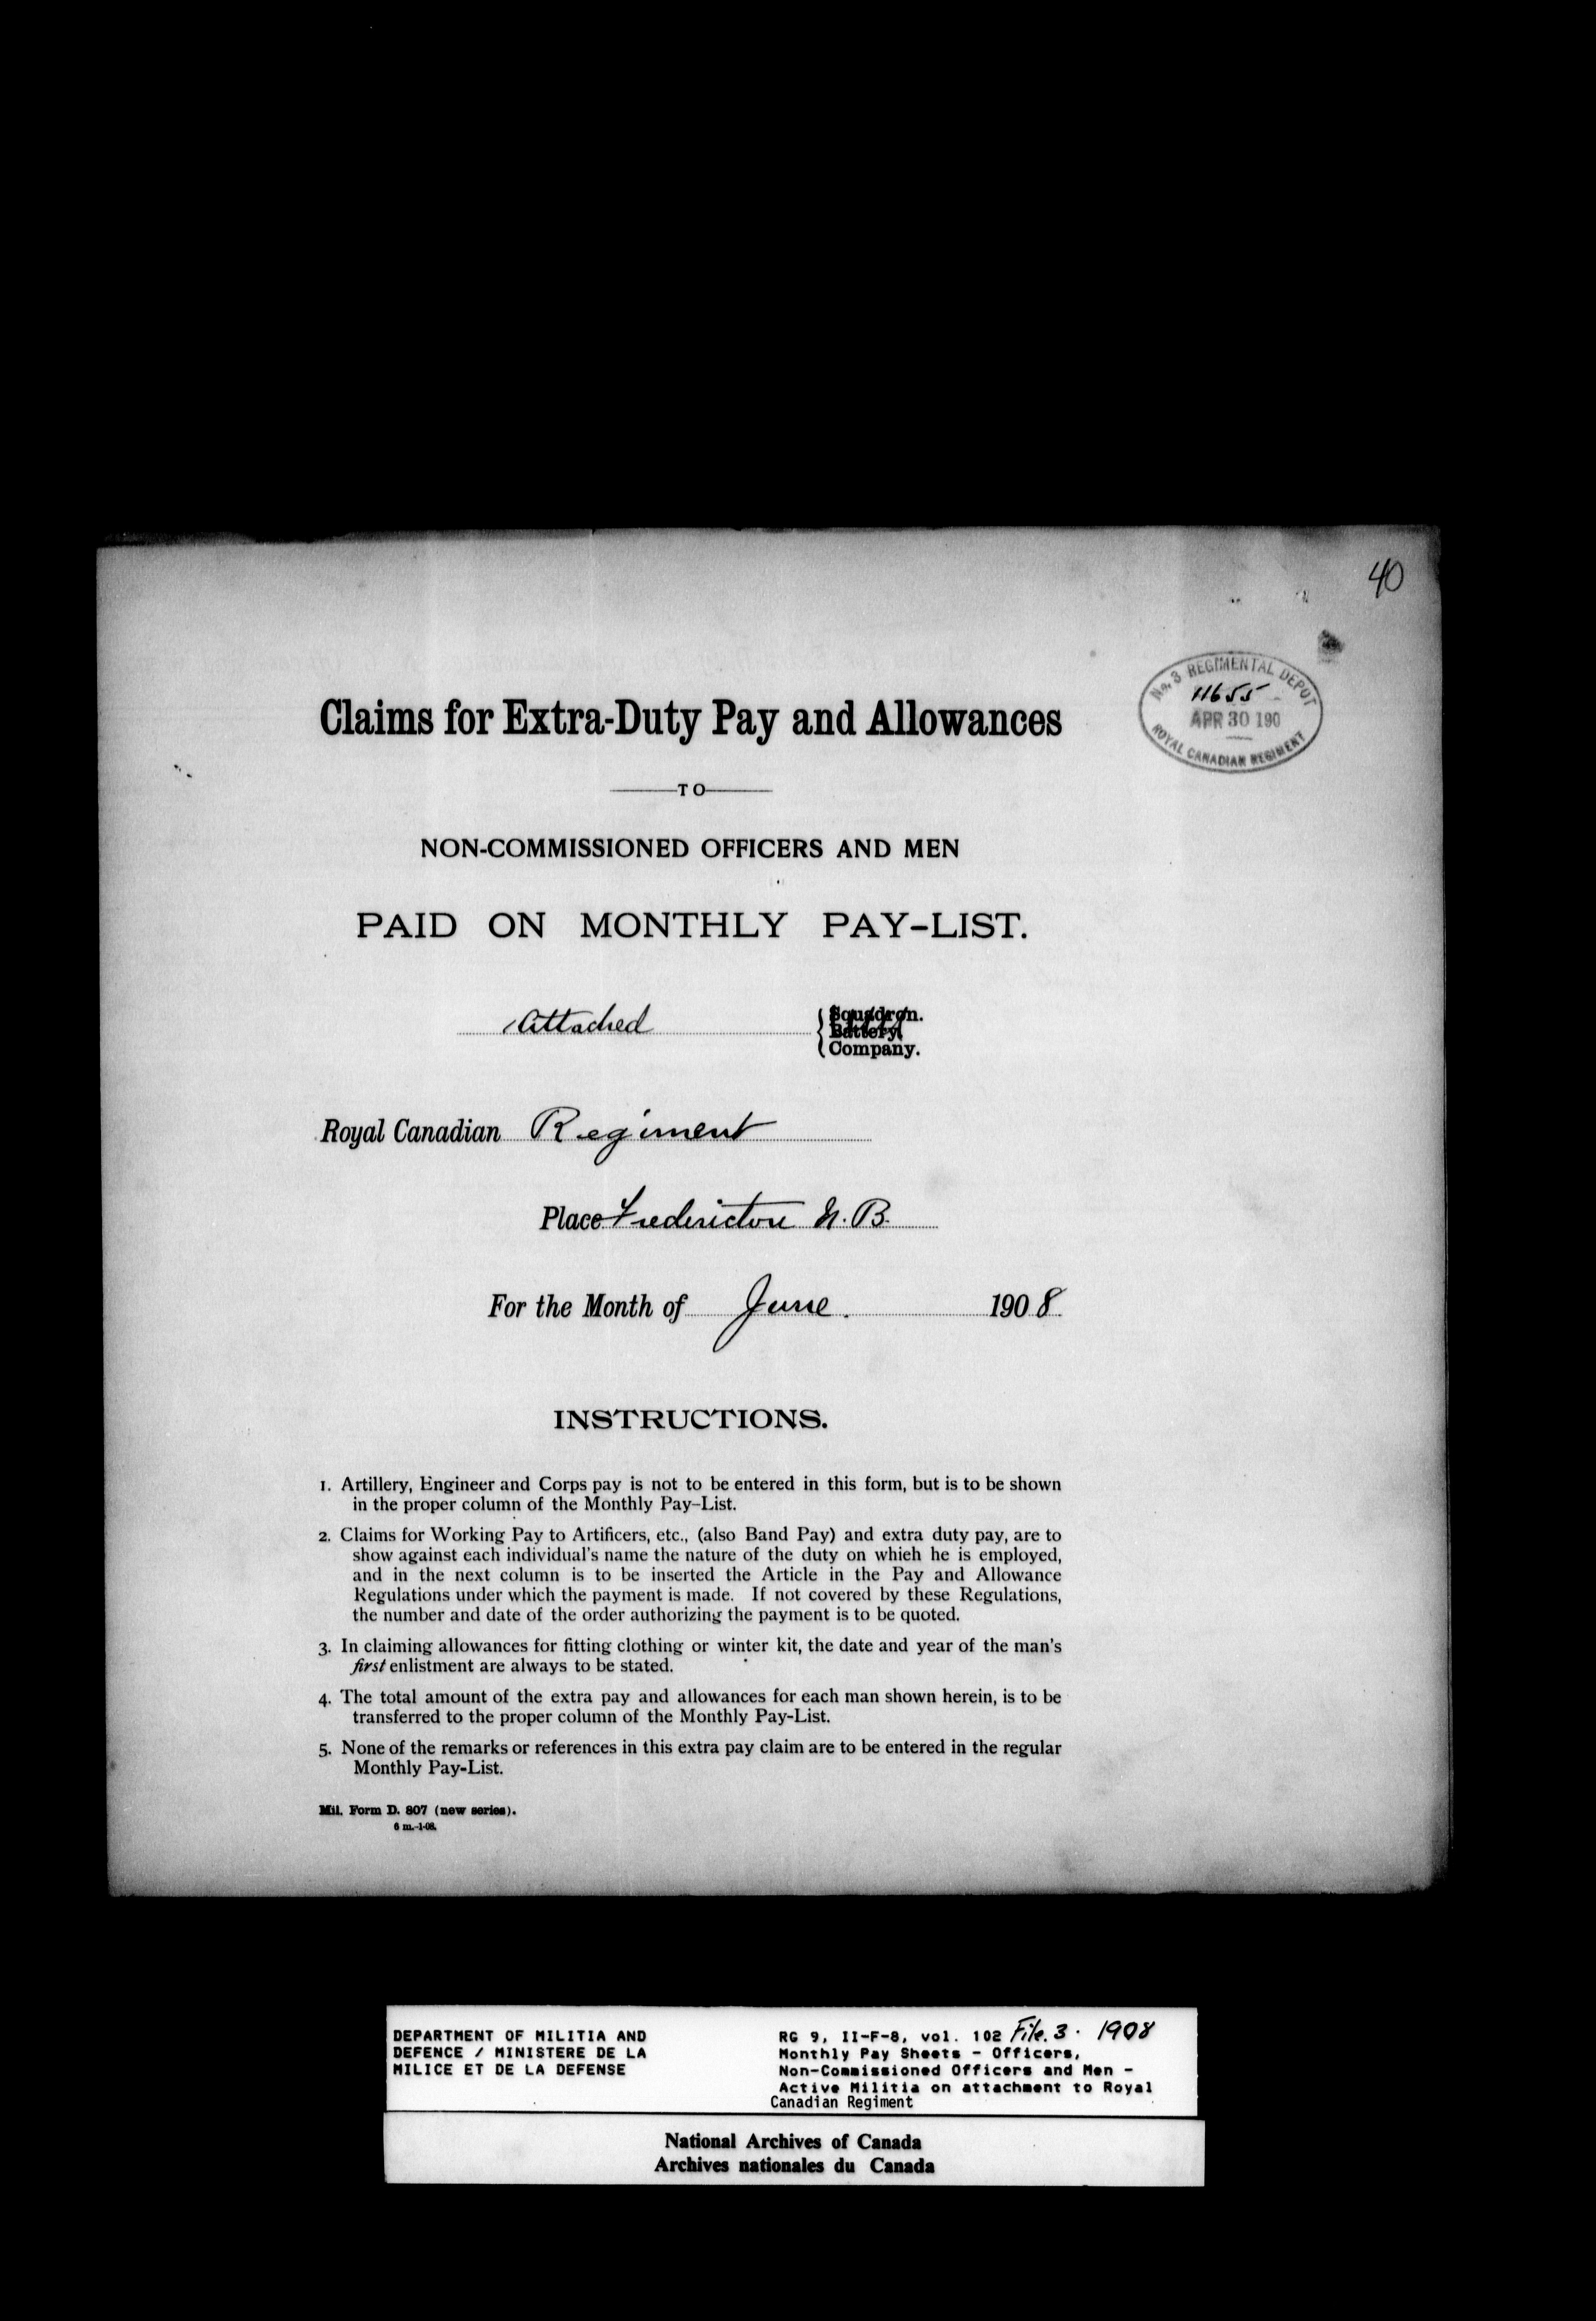 40
No. 3 REGIMENTAL DEPOT
11655
APR 30 190
ROYAL CANADIAN REGIMENT
Claims for Extra-Duty Pay and Allowances
TO
NON-COMMISSIONED OFFICERS AND MEN
PAID ON MONTHLY PAY-LIST.
Attached
Squadron.
Battery.
Company.
Royal Canadian Regiment
Place Fredericton N.B.
For the Month of June. 1908
INSTRUCTIONS.
1. Artillery, Engineer and Corps pay is not to be entered in this form, but is to be shown
in the proper column of the Monthly Pay-List.
2. Claims for Working Pay to Artificers, etc., (also Band Pay) and extra duty pay, are to
show against each individual's name the nature of the duty on whieh he is employed,
and in the next column is to be inserted the Article in the Pay and Allowance
Regulations under which the payment is made. If not covered by these Regulations,
the number and date of the order authorizing the payment is to be quoted.
3. In claiming allowances for fitting clothing or winter kit, the date and year of the man's
first enlistment are always to be stated.
4. The total amount of the extra pay and allowances for each man shown herein, is to be
transferred to the proper column of the Monthly Pay-List.
5. None of the remarks or references in this extra pay claim are to be entered in the regular
Monthly Pay-List.
Mil. Form D. 807 (new series).
6 m.-1-08.
DEPARTMENT OF MILITIA AND
DEFENCE / MINISTERE DE LA
MILICE ET DE LA DEFENSE
RG 9, II-F-8, vol. 102 File. 3. 1908
Monthly Pay Sheets - Officers,
Non-Commissioned Officers and Men -
Active Militia on attachment to Royal
Canadian Regiment
National Archives of Canada
Archives nationales du Canada